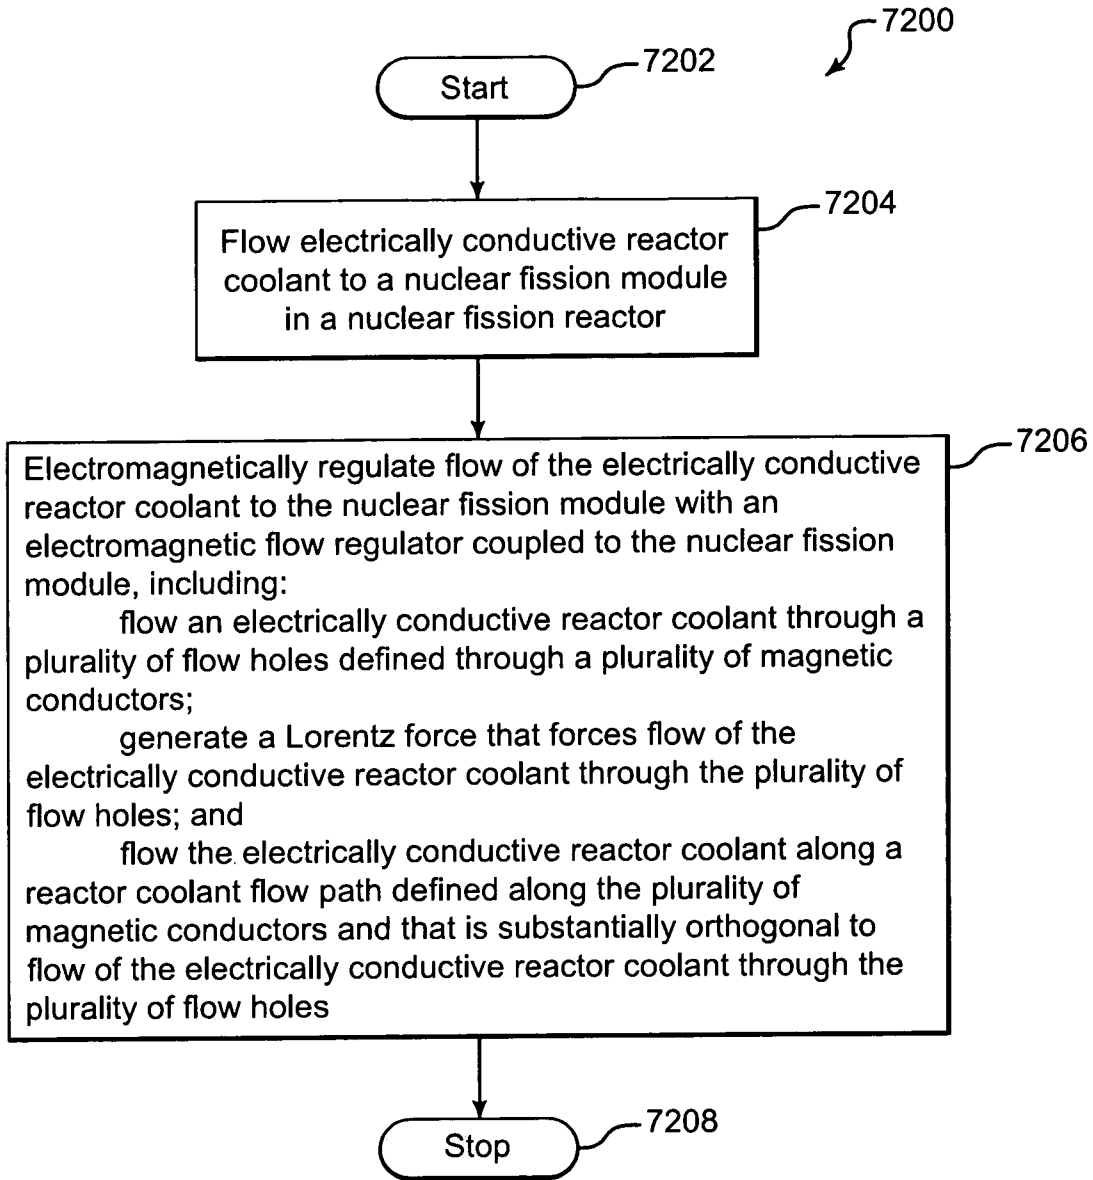 7200
7202
Start
7204
Flow electrically conductive reactor
coolant to a nuclear fission module
in a nuclear fission reactor
7206
Electromagnetically regulate flow of the electrically conductive
reactor coolant to the nuclear fission module with an
electromagnetic flow regulator coupled to the nuclear fission
module, including:
flow an electrically conductive reactor coolant through a
plurality of flow holes defined through a plurality of magnetic
conductors;
generate a Lorentz force that forces flow of the
electrically conductive reactor coolant through the plurality of
flow holes; and
flow the electrically conductive reactor coolant along a
reactor coolant flow path defined along the plurality of
magnetic conductors and that is substantially orthogonal to
flow of the electrically conductive reactor coolant through the
plurality of flow holes
Stop
7208